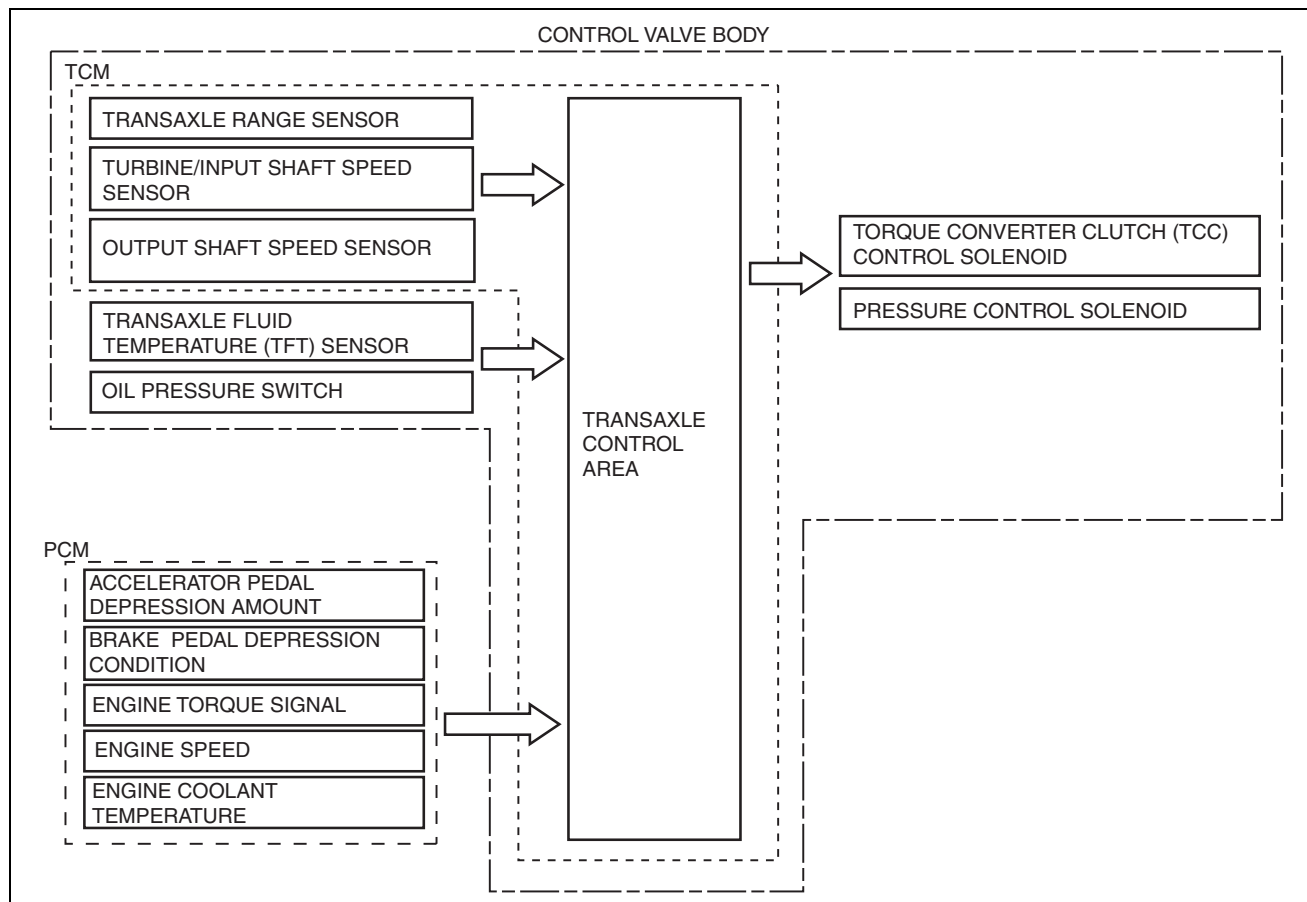 CONTROL VALVE BODY
TCM
TRANSAXLE RANGE SENSOR
TURBINE/INPUT SHAFT SPEED
SENSOR
OUTPUT SHAFT SPEED SENSOR
TRANSAXLE FLUID
TEMPERATURE (TFT) SENSOR
OIL PRESSURE SWITCH
PCM
ACCELERATOR PEDAL
DEPRESSION AMOUNT
BRAKE PEDAL DEPRESSION
CONDITION
ENGINE TORQUE SIGNAL
ENGINE SPEED
ENGINE COOLANT
TEMPERATURE
TRANSAXLE
CONTROL
AREA
TORQUE CONVERTER CLUTCH (TCC)
CONTROL SOLENOID
PRESSURE CONTROL SOLENOID